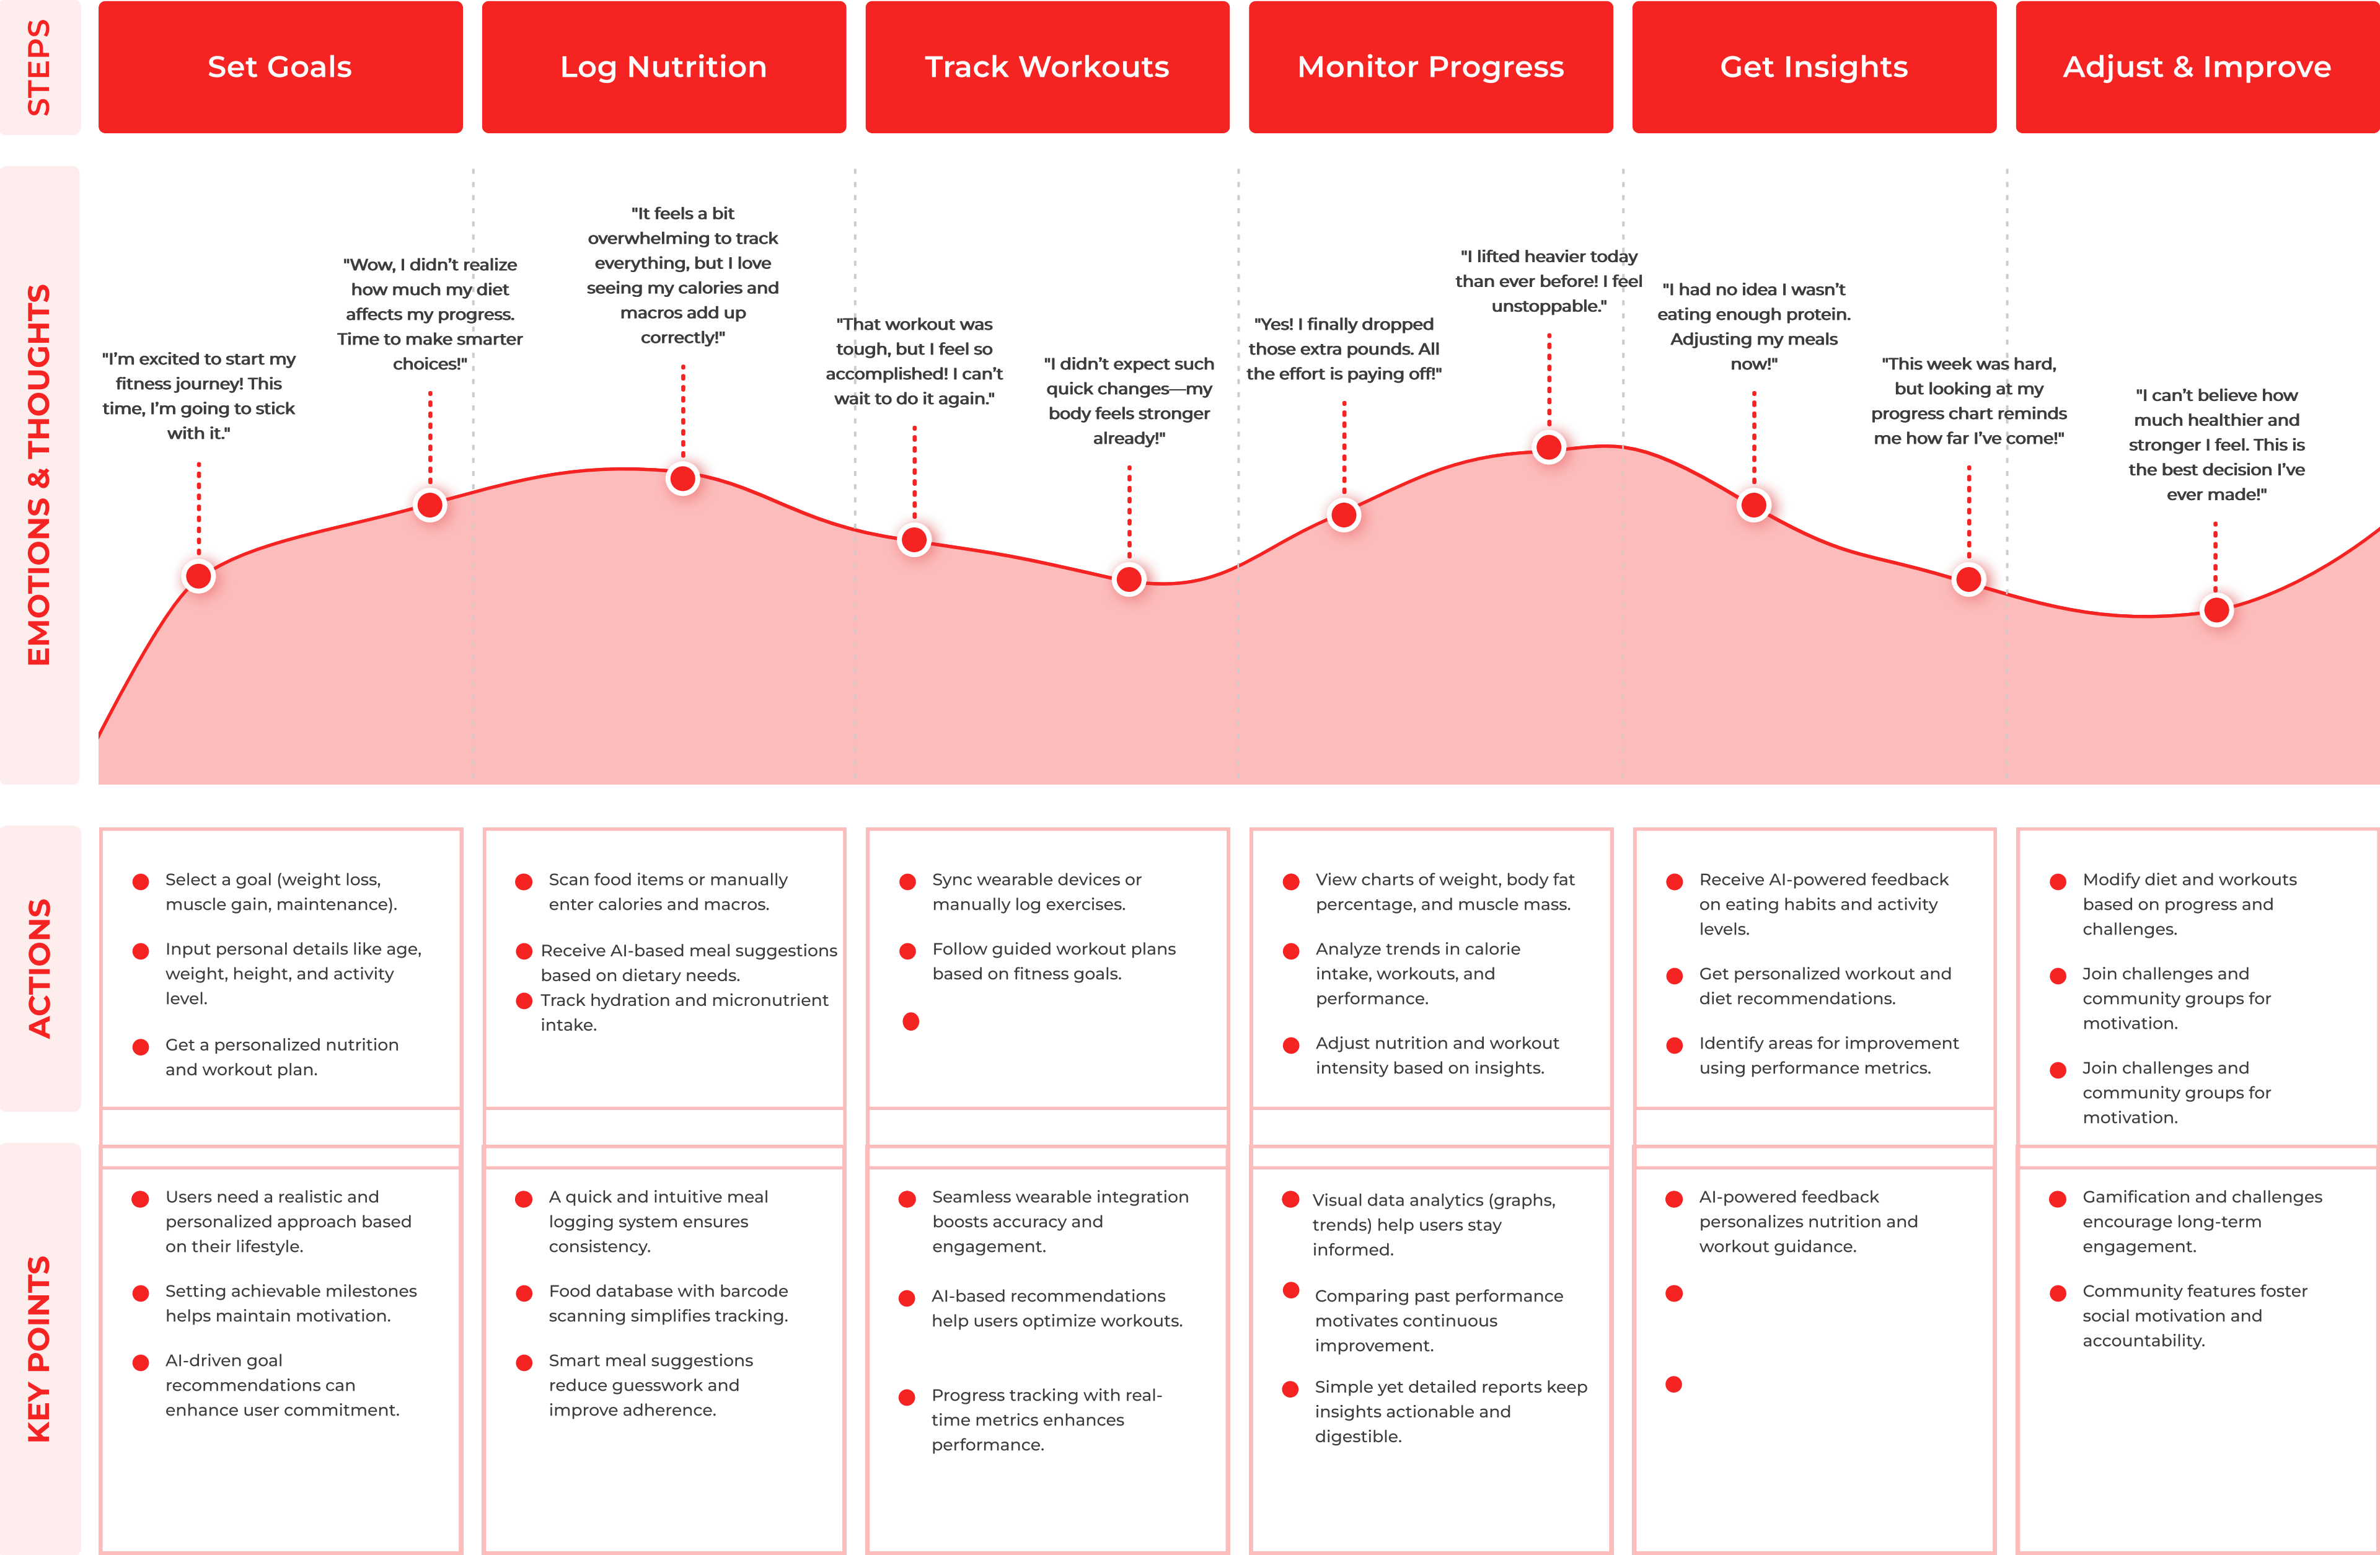 STEPS
Set Goals
Log Nutrition
Track Workouts
Monitor Progress
Get Insights
Adjust & Improve
EMOTIONS & THOUGHTS
"I’m excited to start my
fitness journey! This
time, I’m going to stick
with it."
"Wow, I didn’t realize
how much my diet
affects my progress.
Time to make smarter
choices!"
"It feels a bit
overwhelming to track
everything, but I love
seeing my calories and
macros add up
correctly!"
"That workout was
tough, but I feel so
accomplished! I can’t
wait to do it again."
"I didn’t expect such
quick changes—my
body feels stronger
already!"
"Yes! I finally dropped
those extra pounds. All
the effort is paying off!"
"I lifted heavier today
than ever before! I feel
unstoppable."
"I had no idea I wasn’t
eating enough protein.
Adjusting my meals
now!"
"This week was hard,
but looking at my
progress chart reminds
me how far I’ve come!"
"I can’t believe how
much healthier and
stronger I feel. This is
the best decision I’ve
ever made!"
ACTIONS
Select a goal (weight loss,
muscle gain, maintenance).
Input personal details like age,
weight, height, and activity
level.
Get a personalized nutrition
and workout plan.
Scan food items or manually
enter calories and macros.
Receive AI-based meal suggestions
based on dietary needs.
Track hydration and micronutrient
intake.
Sync wearable devices or
manually log exercises.
Follow guided workout plans
based on fitness goals.
View charts of weight, body fat
percentage, and muscle mass.
Analyze trends in calorie
intake, workouts, and
performance.
Adjust nutrition and workout
intensity based on insights.
Receive AI-powered feedback
on eating habits and activity
levels.
Get personalized workout and
diet recommendations.
Identify areas for improvement
using performance metrics.
Modify diet and workouts
based on progress and
challenges.
Join challenges and
community groups for
motivation.
Join challenges and
community groups for
motivation.
KEY POINTS
Users need a realistic and
personalized approach based
on their lifestyle.
Setting achievable milestones
helps maintain motivation.
AI-driven goal
recommendations can
enhance user commitment.
A quick and intuitive meal
logging system ensures
consistency.
Food database with barcode
scanning simplifies tracking.
Smart meal suggestions
reduce guesswork and
improve adherence.
Seamless wearable integration
boosts accuracy and
engagement.
AI-based recommendations
help users optimize workouts.
Progress tracking with real-
time metrics enhances
performance.
Visual data analytics (graphs,
trends) help users stay
informed.
Comparing past performance
motivates continuous
improvement.
Simple yet detailed reports keep
insights actionable and
digestible.
AI-powered feedback
personalizes nutrition and
workout guidance.
Gamification and challenges
encourage long-term
engagement.
Community features foster
social motivation and
accountability.